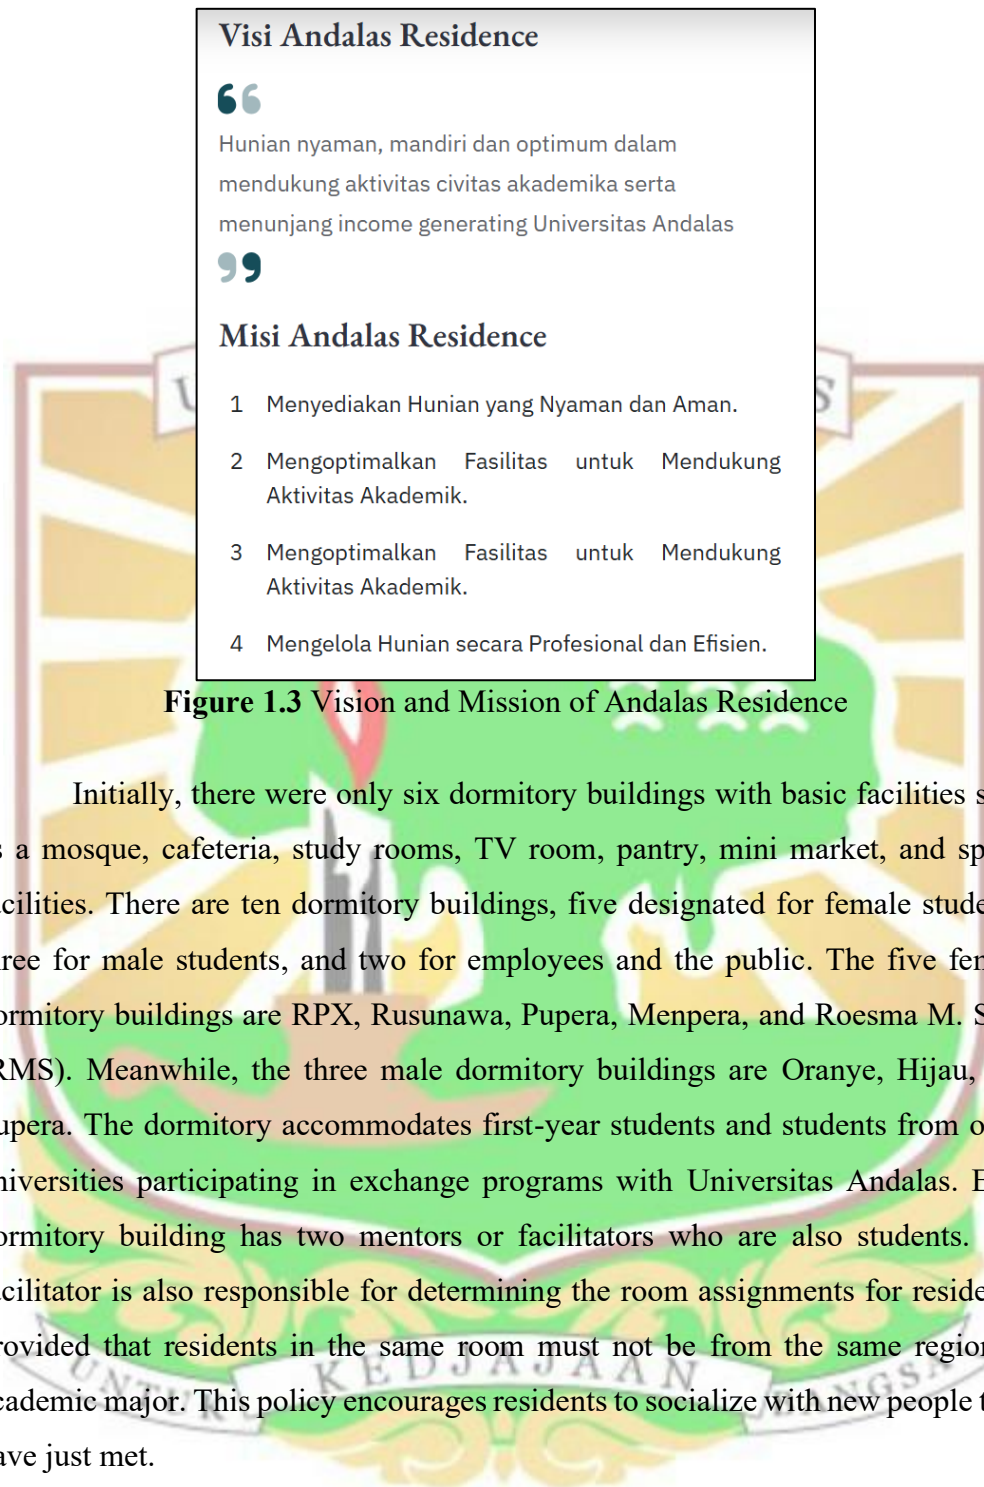 Visi Andalas Residence
Hunian nyaman, mandiri dan optimum dalam
mendukung aktivitas civitas akademika serta
menunjang income generating Universitas Andalas
Misi Andalas Residence
1 Menyediakan Hunian yang Nyaman dan Aman.
2 Mengoptimalkan Fasilitas untuk Mendukung
Aktivitas Akademik.
3 Mengoptimalkan Fasilitas untuk Mendukung
Aktivitas Akademik.
4 Mengelola Hunian secara Profesional dan Efisien.
Figure 1.3 Vision and Mission of Andalas Residence
Initially, there were only six dormitory buildings with basic facilities s
s a mosque, cafeteria, study rooms, TV room, pantry, mini market, and sp
cilities. There are ten dormitory buildings, five designated for female stude
ree for male students, and two for employees and the public. The five fem
ormitory buildings are RPX, Rusunawa, Pupera, Menpera, and Roesma M. S
RMS). Meanwhile, the three male dormitory buildings are Oranye, Hijau,
upera. The dormitory accommodates first-year students and students from o
niversities participating in exchange programs with Universitas Andalas. E
ormitory building has two mentors or facilitators who are also students.
cilitator is also responsible for determining the room assignments for reside
rovided that residents in the same room must not be from the same region
cademic major. This policy encourages residents to socialize with new people t
ave just met.
UNTUK KEDJAJAAN BANGSA